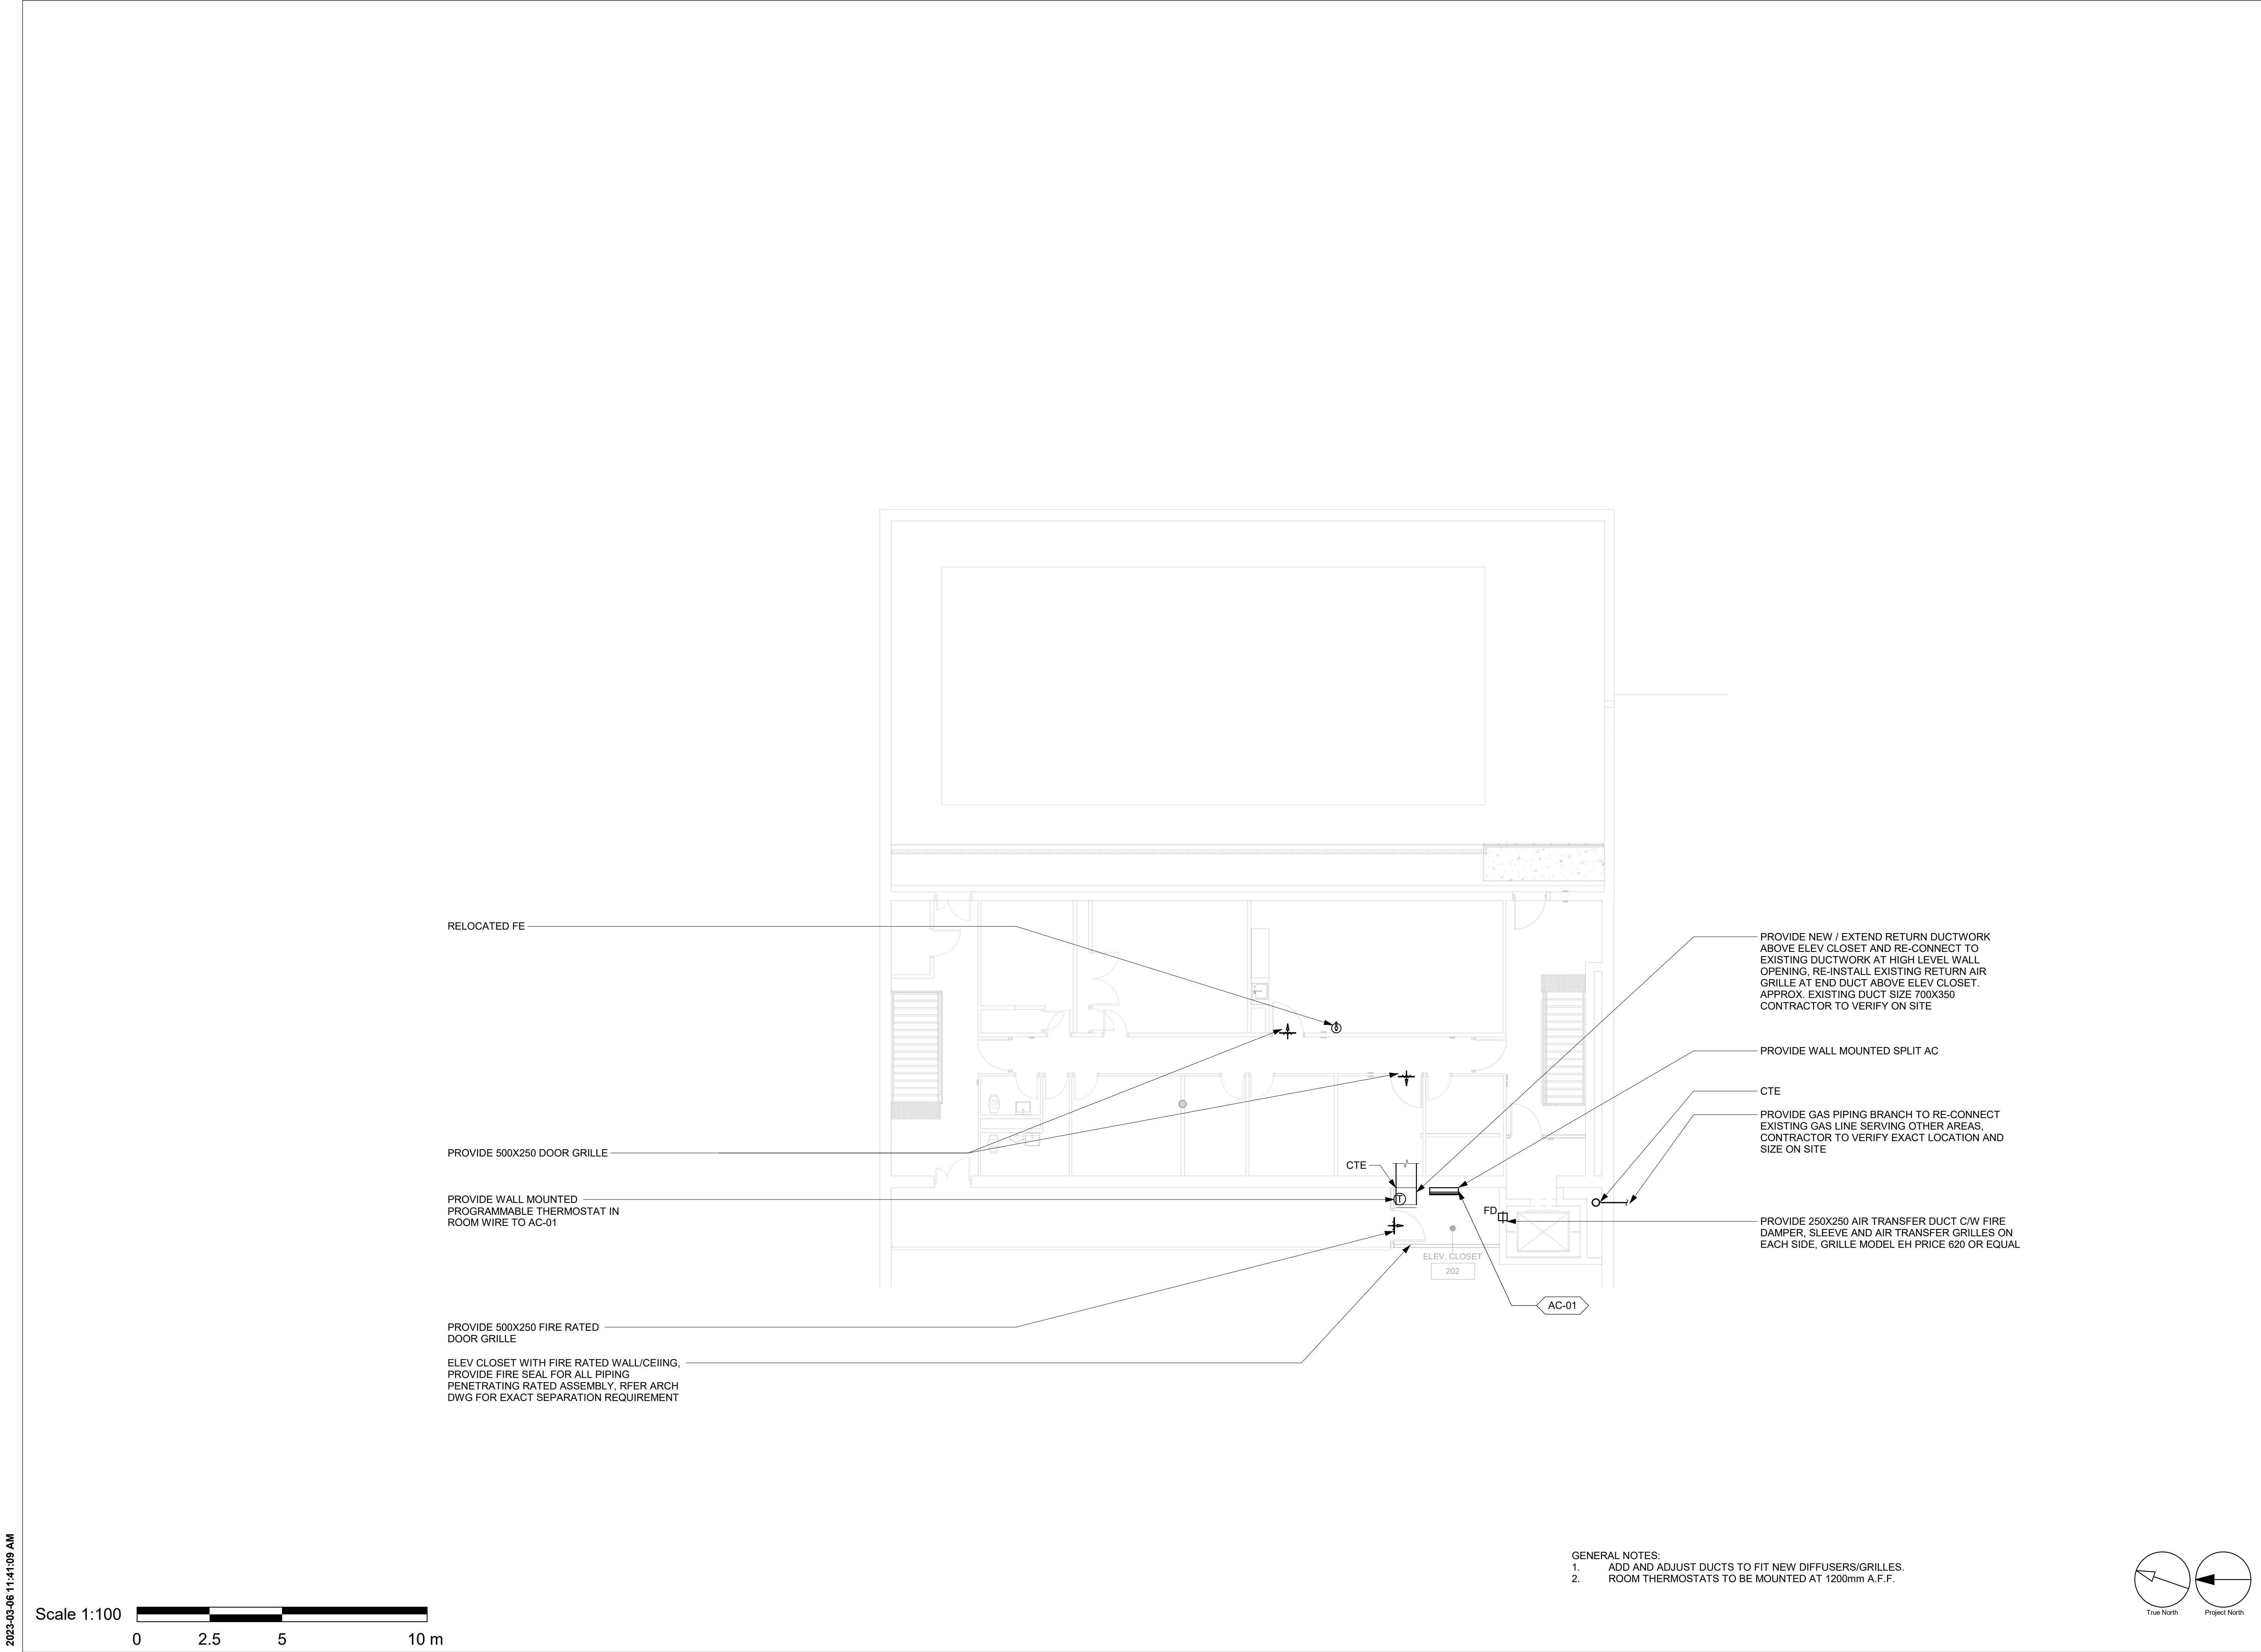 RELOCATED FE
PROVIDE NEW / EXTEND RETURN DUCTWORK
ABOVE ELEV CLOSET AND RE-CONNECT TO
EXISTING DUCTWORK AT HIGH LEVEL WALL
OPENING, RE-INSTALL EXISTING RETURN AIR
GRILLE AT END DUCT ABOVE ELEV CLOSET.
APPROX. EXISTING DUCT SIZE 700X350
CONTRACTOR TO VERIFY ON SITE
PROVIDE WALL MOUNTED SPLIT AC
CTE
PROVIDE GAS PIPING BRANCH TO RE-CONNECT
EXISTING GAS LINE SERVING OTHER AREAS,
CONTRACTOR TO VERIFY EXACT LOCATION AND
SIZE ON SITE
PROVIDE 500X250 DOOR GRILLE
CTE
PROVIDE WALL MOUNTED
PROGRAMMABLE THERMOSTAT IN
ROOM WIRE TO AC-01
T
FD
PROVIDE 250X250 AIR TRANSFER DUCT C/W FIRE
DAMPER, SLEEVE AND AIR TRANSFER GRILLES ON
EACH SIDE, GRILLE MODEL EH PRICE 620 OR EQUAL
ELEV. CLOSET
202
AC-01
PROVIDE 500X250 FIRE RATED
DOOR GRILLE
ELEV CLOSET WITH FIRE RATED WALL/CEIING,
PROVIDE FIRE SEAL FOR ALL PIPING
PENETRATING RATED ASSEMBLY, RFER ARCH
DWG FOR EXACT SEPARATION REQUIREMENT
GENERAL NOTES:
1. ADD AND ADJUST DUCTS TO FIT NEW DIFFUSERS/GRILLES.
2. ROOM THERMOSTATS TO BE MOUNTED AT 1200mm A.F.F.
True North
Project North
2023-03-06 11:41:09 AM
Scale 1:100
0 2.5 5 10 m